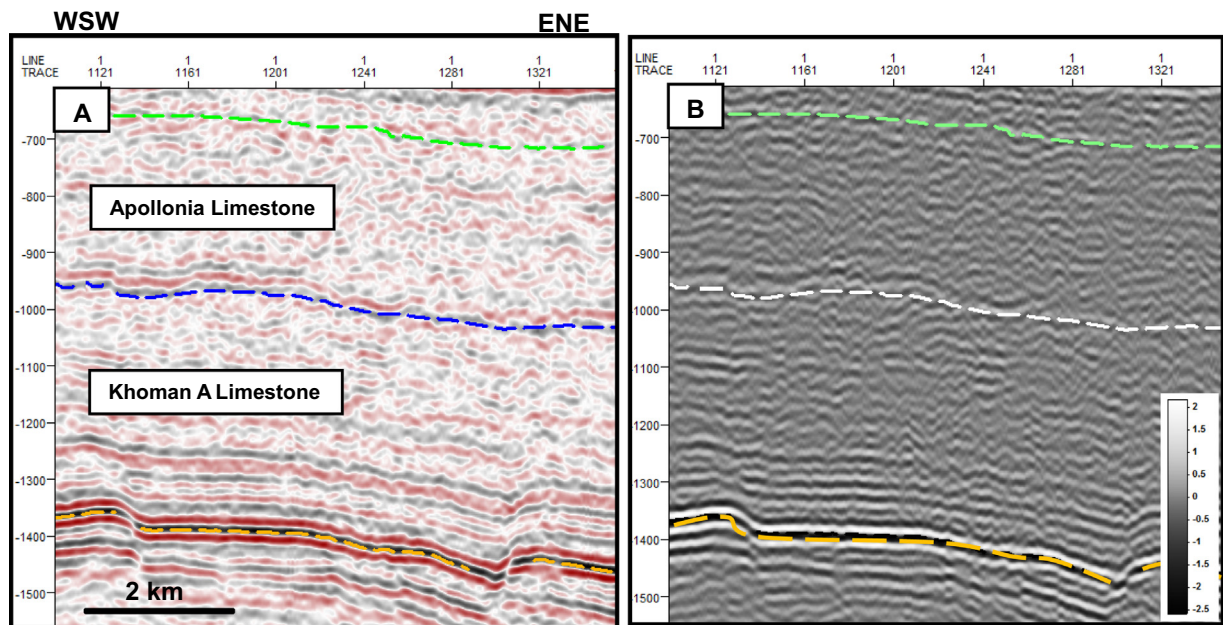 WSW ENE
LINE 1 1 1 1 1 1
TRACE 1121 1161 1201 1241 1281 1321
A
-700
-800
Apollonia Limestone
-900
-1000
-1100
Khoman A Limestone
-1200
-1300
-1400
-1500
2 km
LINE 1 1 1 1 1 1
TRACE 1121 1161 1201 1241 1281 1321
B
-700
-800
-900
-1000
-1100
-1200
-1300
-1400
-1500
2
1.5
1
0.5
0
-0.5
-1
-1.5
-2
-2.5